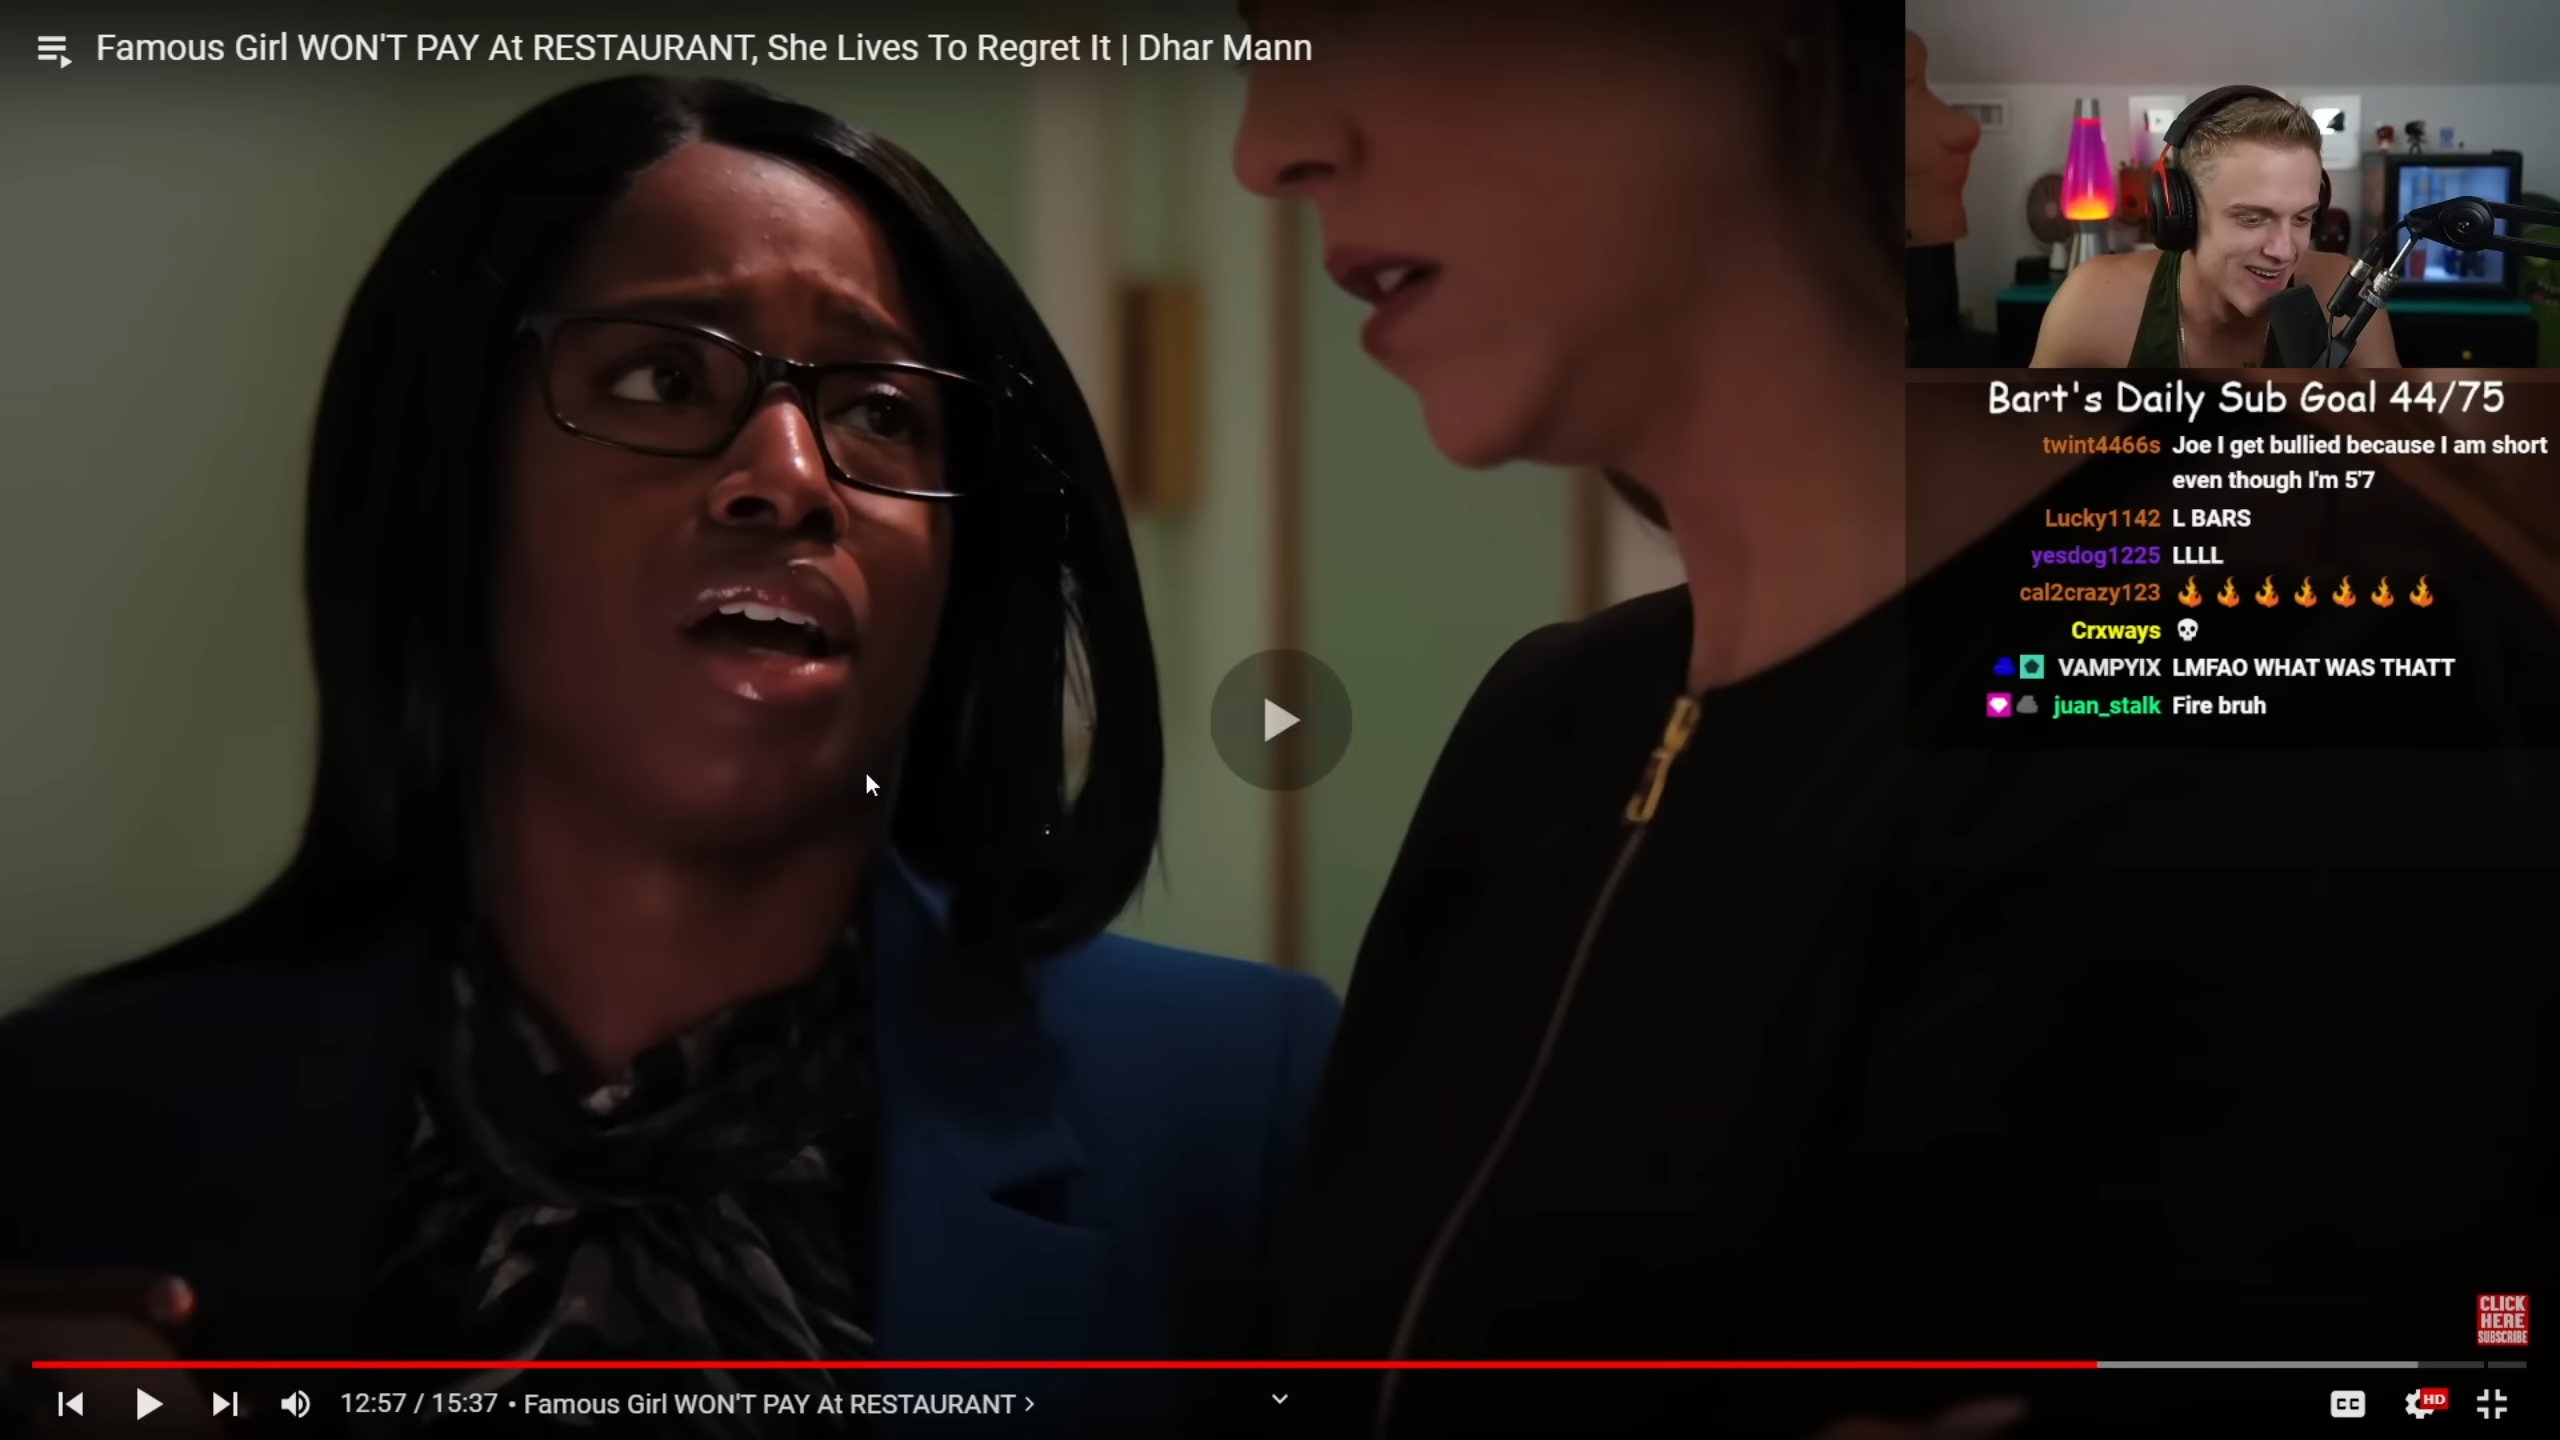 Famous Girl WON'T PAY At RESTAURANT, She Lives To Regret It | Dhar Mann
Bart's Daily Sub Goal 44/75
twint4466s Joe I get bullied because I am short
even though I'm 5'7
Lucky1142 L BARS
yesdog1225 LLLL
cal2crazy123 🔥 🔥 🔥 🔥 🔥 🔥 🔥
Crxways 💀
VAMPYIX LMFAO WHAT WAS THATT
juan_stalk Fire bruh
CLICK
HERE
SUBSCRIBE
12:57 / 15:37 • Famous Girl WON'T PAY At RESTAURANT ›
CC
HD